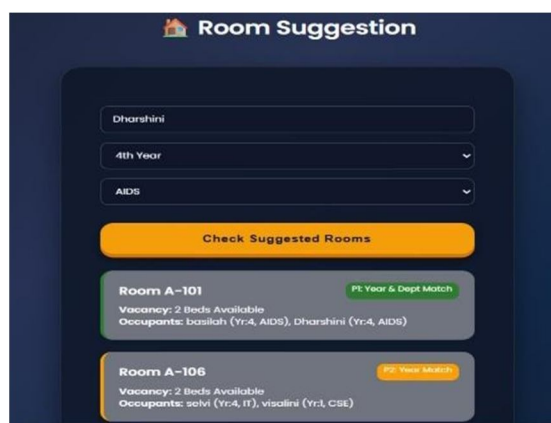 Room Suggestion
Dharshini
4th Year
AIDS
Check Suggested Rooms
Room A-101
P1: Year & Dept Match
Vacancy: 2 Beds Available
Occupants: basilah (Yr:4, AIDS), Dharshini (Yr:4, AIDS)
Room A-106
P2: Year Match
Vacancy: 2 Beds Available
Occupants: selvi (Yr:4, IT), visalini (Yr:1, CSE)